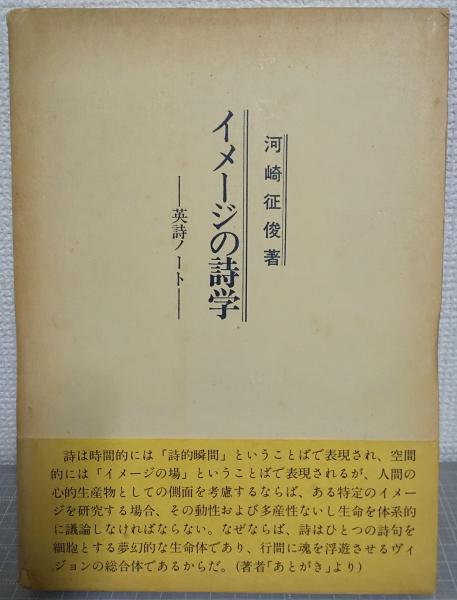 河崎征俊著
イメージの詩学
──英詩ノート──
詩は時間的には「詩的瞬間」ということばで表現され、空間
的には「イメージの場」ということばで表現されるが、人間の
心的生産物としての側面を考慮するならば、ある特定のイメー
ジを研究する場合、その動性および多産性ないし生命を体系的
に議論しなければならない。なぜならば、詩はひとつの詩句を
細胞とする夢幻的な生命体であり、行間に魂を浮遊させるヴィ
ジョンの総合体であるからだ。(著者「あとがき」より)